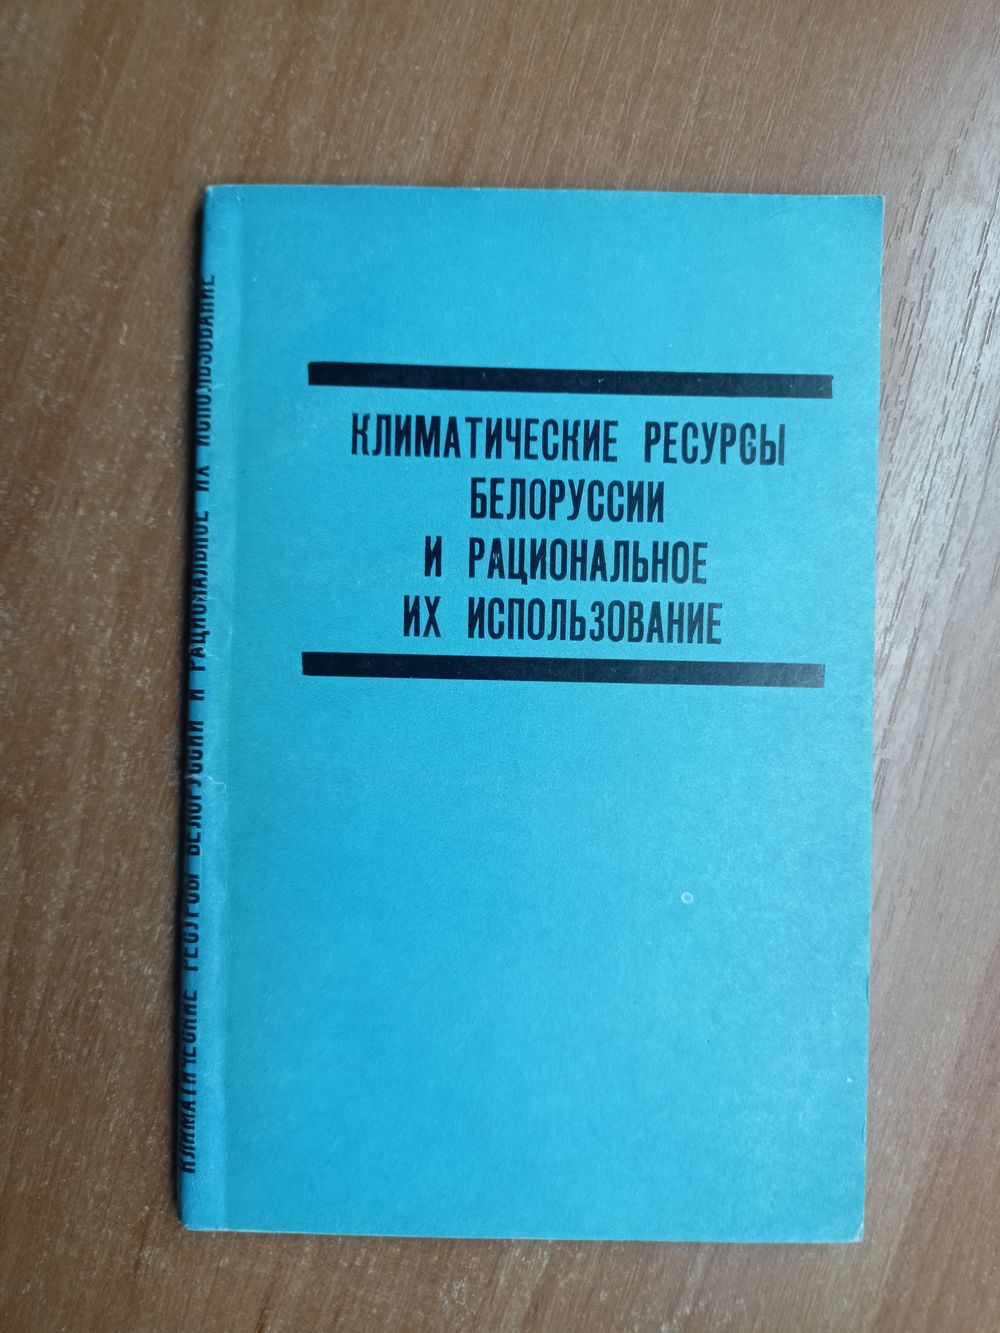 КЛИМАТИЧЕСКИЕ РЕСУРСЫ
БЕЛОРУССИИ
И РАЦИОНАЛЬНОЕ
ИХ ИСПОЛЬЗОВАНИЕ
КЛИМАТИЧЕСКИЕ РЕСУРСЫ БЕЛОРУССИИ И РАЦИОНАЛЬНОЕ ИХ ИСПОЛЬЗОВАНИЕ